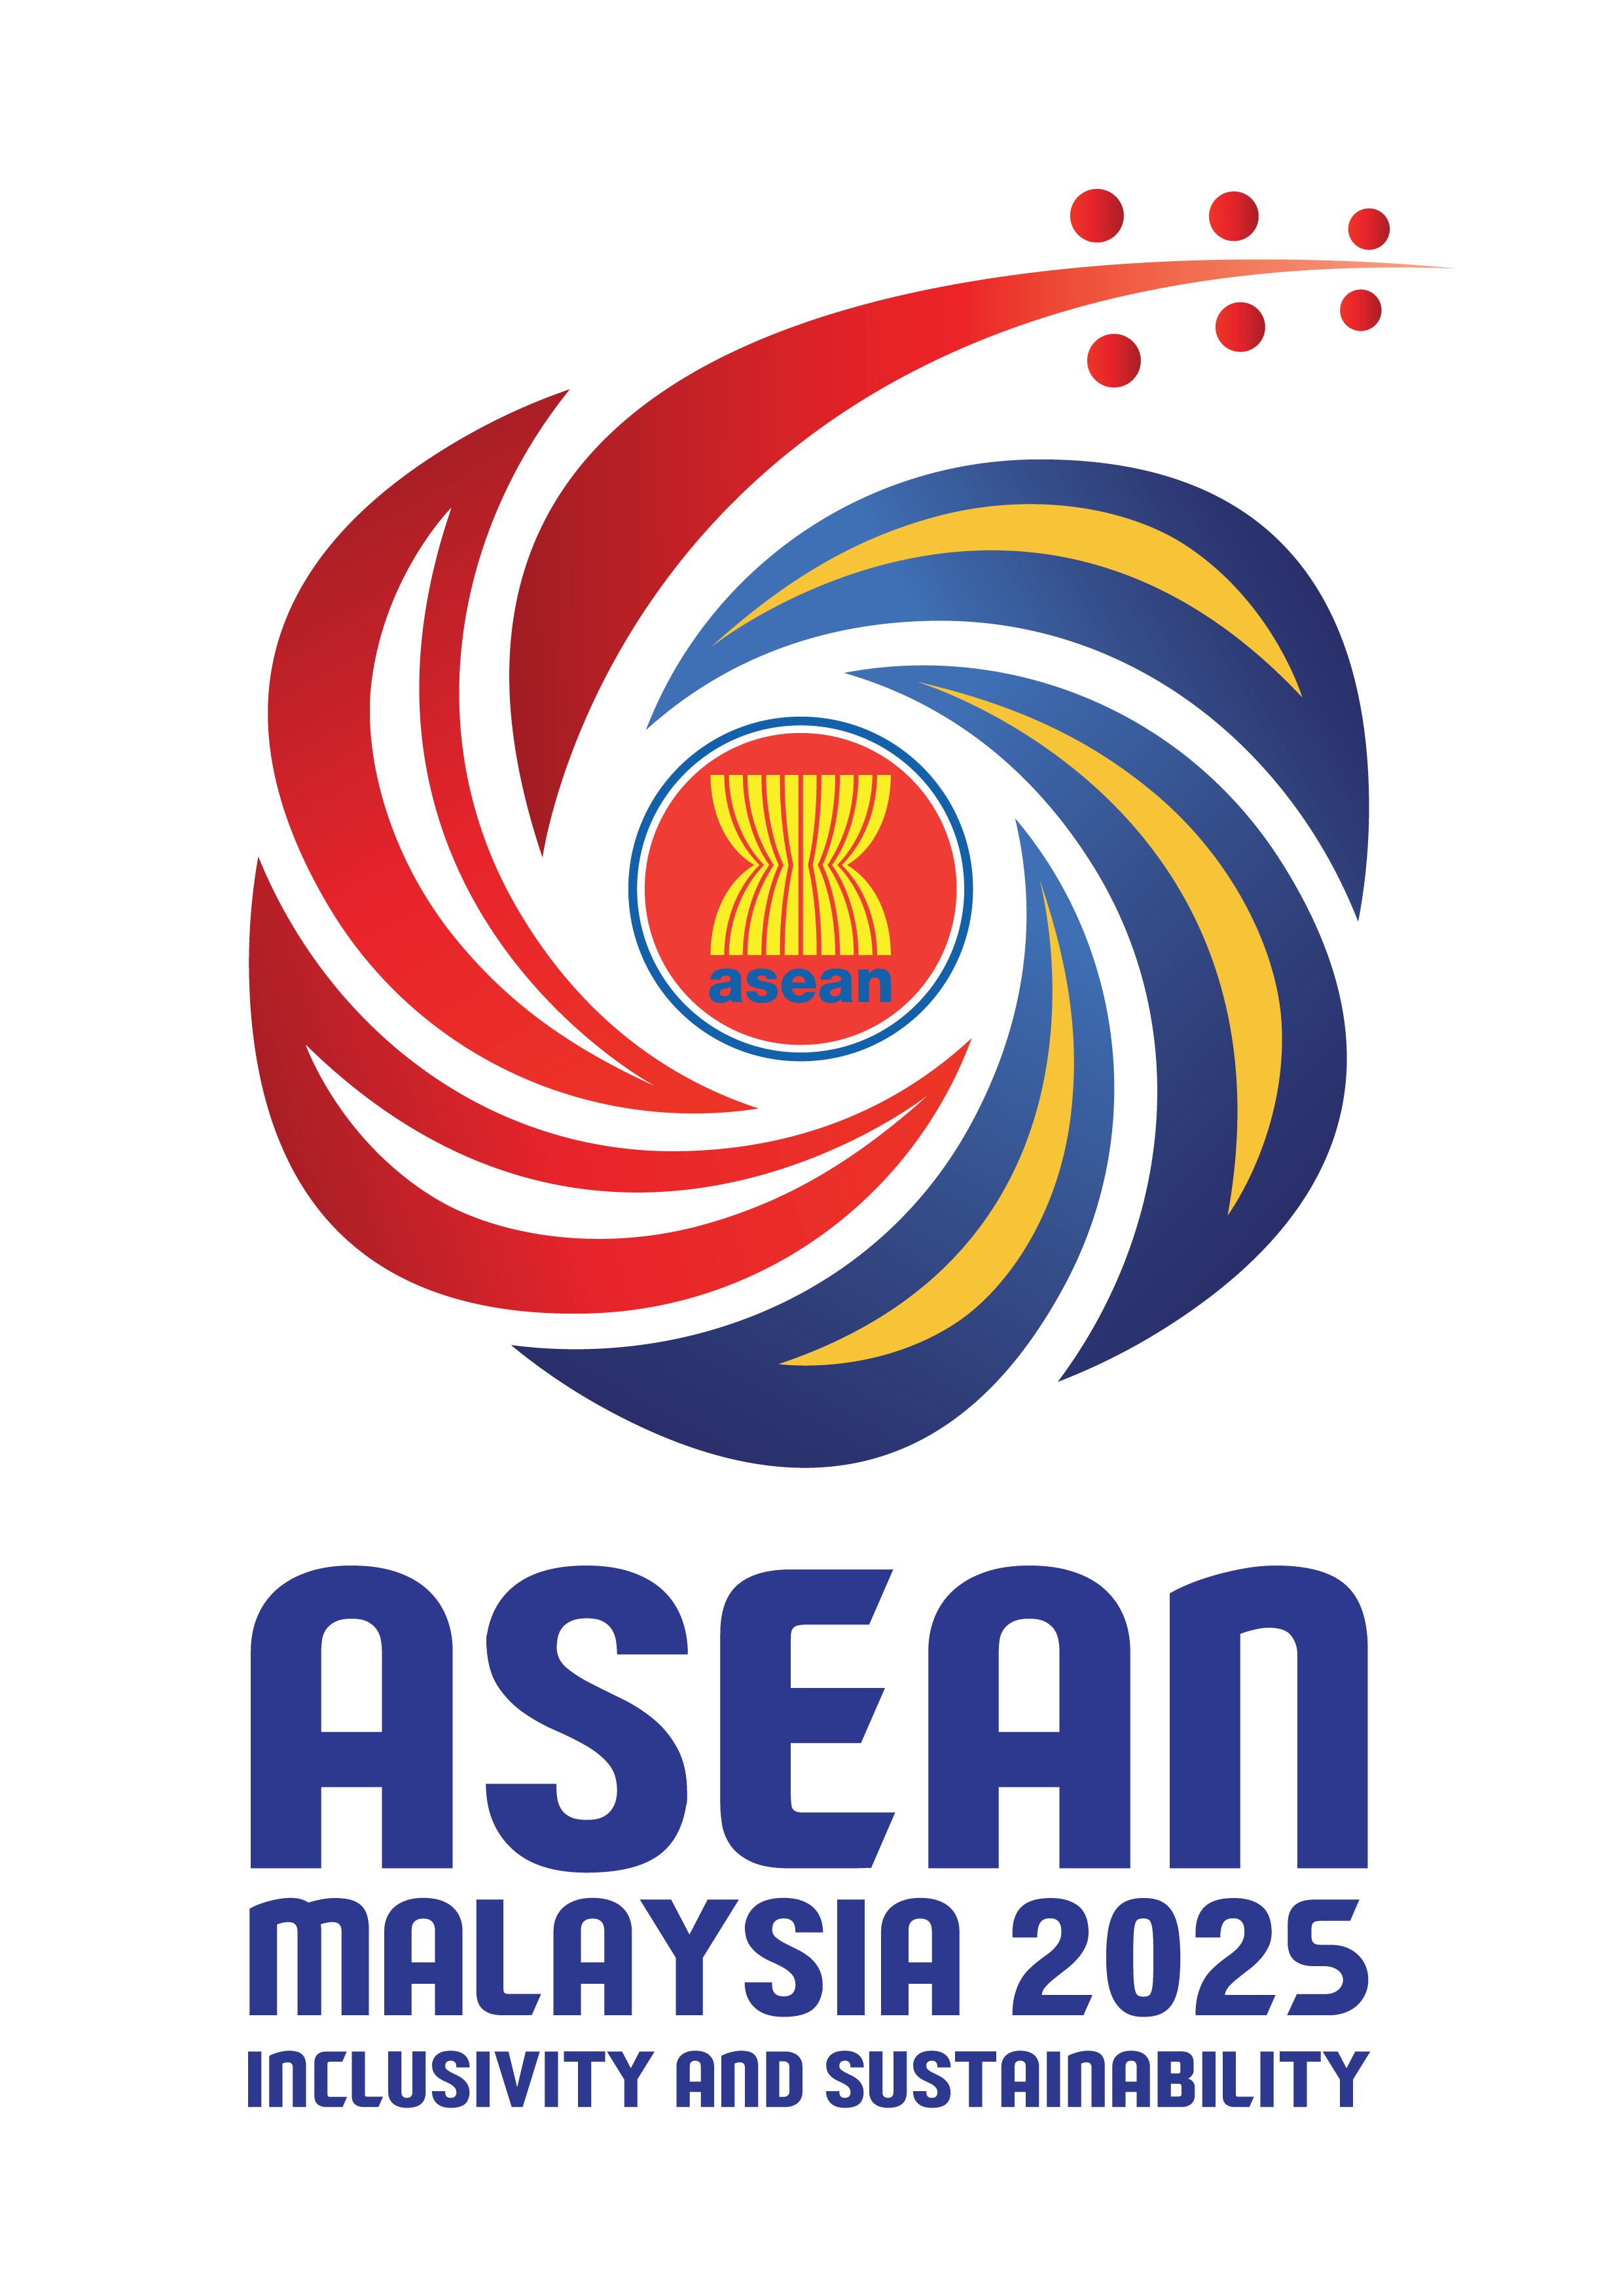 asean
ASEAN
MALAYSIA 2025
INCLUSIVITY AND SUSTAINABILITY